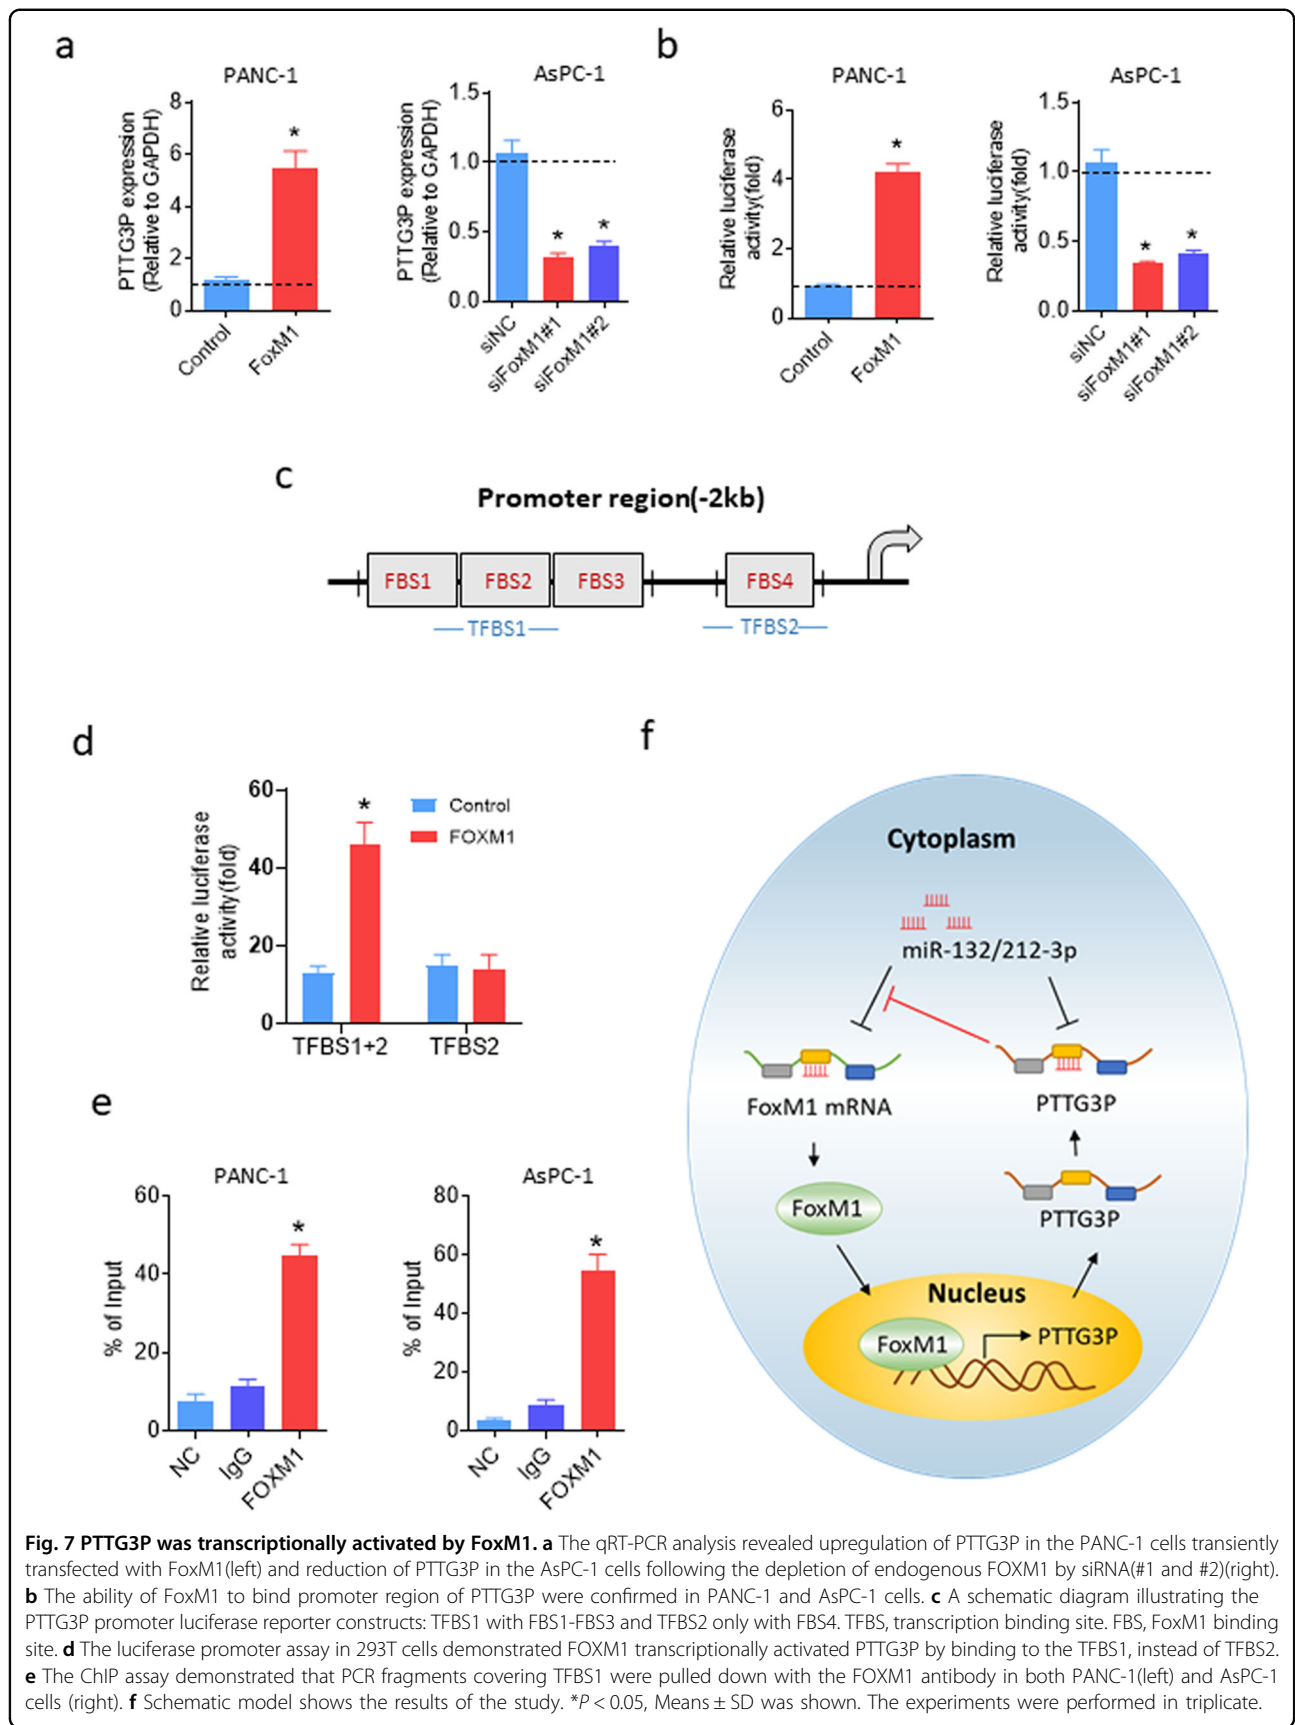 a
PANC-1
PTTG3P expression
(Relative to GAPDH)
8
6
4
2
0
*
Control
FoxM1
AsPC-1
PTTG3P expression
(Relative to GAPDH)
1.5
1.0
0.5
0.0
*
*
siNC
siFoxM1#1
siFoxM1#2
b
PANC-1
Relative luciferase
activity(fold)
6
4
2
0
*
Control
FoxM1
AsPC-1
Relative luciferase
activity(fold)
1.5
1.0
0.5
0.0
*
*
siNC
siFoxM1#1
siFoxM1#2
c
Promoter region(-2kb)
FBS1
FBS2
FBS3
FBS4
TFBS1
TFBS2
d
Relative luciferase
activity(fold)
60
40
20
0
*
Control
FOXM1
TFBS1+2
TFBS2
e
PANC-1
% of Input
60
40
20
0
*
NC
IgG
FOXM1
AsPC-1
% of Input
80
60
40
20
0
*
NC
IgG
FOXM1
f
Cytoplasm
miR-132/212-3p
FoxM1 mRNA
PTTG3P
FoxM1
PTTG3P
Nucleus
FoxM1
PTTG3P
Fig. 7 PTTG3P was transcriptionally activated by FoxM1. a The qRT-PCR analysis revealed upregulation of PTTG3P in the PANC-1 cells transiently
transfected with FoxM1(left) and reduction of PTTG3P in the AsPC-1 cells following the depletion of endogenous FOXM1 by siRNA(#1 and #2)(right).
b The ability of FoxM1 to bind promoter region of PTTG3P were confirmed in PANC-1 and AsPC-1 cells. c A schematic diagram illustrating the
PTTG3P promoter luciferase reporter constructs: TFBS1 with FBS1-FBS3 and TFBS2 only with FBS4. TFBS, transcription binding site. FBS, FoxM1 binding
site. d The luciferase promoter assay in 293T cells demonstrated FOXM1 transcriptionally activated PTTG3P by binding to the TFBS1, instead of TFBS2.
e The ChIP assay demonstrated that PCR fragments covering TFBS1 were pulled down with the FOXM1 antibody in both PANC-1(left) and AsPC-1
cells (right). f Schematic model shows the results of the study. *P < 0.05, Means ± SD was shown. The experiments were performed in triplicate.